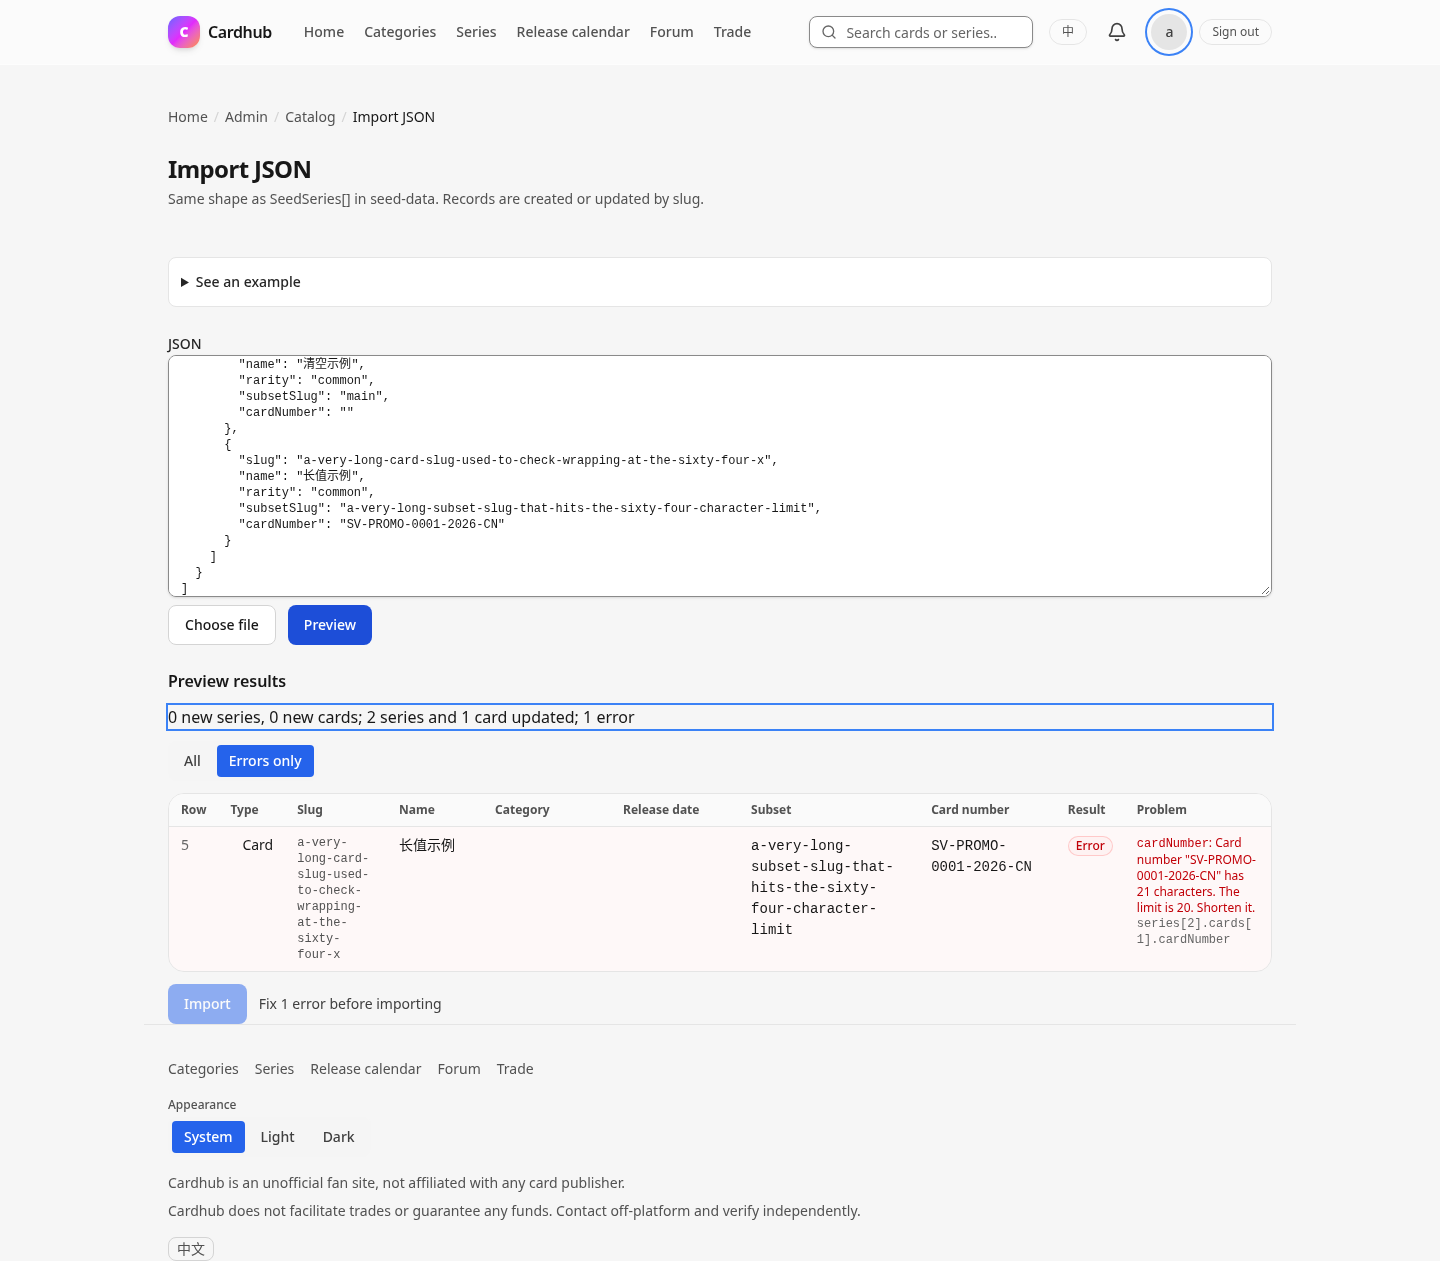 C Cardhub Home Categories Series Release calendar Forum Trade Search cards or series.. 中 a Sign out
Home / Admin / Catalog / Import JSON
Import JSON
Same shape as SeedSeries[] in seed-data. Records are created or updated by slug.
See an example
JSON
"name": "清空示例",
"rarity": "common",
"subsetSlug": "main",
"cardNumber": ""
},
{
"slug": "a-very-long-card-slug-used-to-check-wrapping-at-the-sixty-four-x",
"name": "长值示例",
"rarity": "common",
"subsetSlug": "a-very-long-subset-slug-that-hits-the-sixty-four-character-limit",
"cardNumber": "SV-PROMO-0001-2026-CN"
}
]
}
]
Choose file Preview
Preview results
0 new series, 0 new cards; 2 series and 1 card updated; 1 error
All Errors only
Row Type Slug Name Category Release date Subset Card number Result Problem
5 Card
a-very-
long-card-
slug-used-
to-check-
wrapping-
at-the-
sixty-
four-x
长值示例
a-very-long-
subset-slug-that-
hits-the-sixty-
four-character-
limit
SV-PROMO-
0001-2026-CN
Error
cardNumber: Card
number "SV-PROMO-
0001-2026-CN" has
21 characters. The
limit is 20. Shorten it.
series[2].cards[
1].cardNumber
Import Fix 1 error before importing
Categories Series Release calendar Forum Trade
Appearance
System Light Dark
Cardhub is an unofficial fan site, not affiliated with any card publisher.
Cardhub does not facilitate trades or guarantee any funds. Contact off-platform and verify independently.
中文